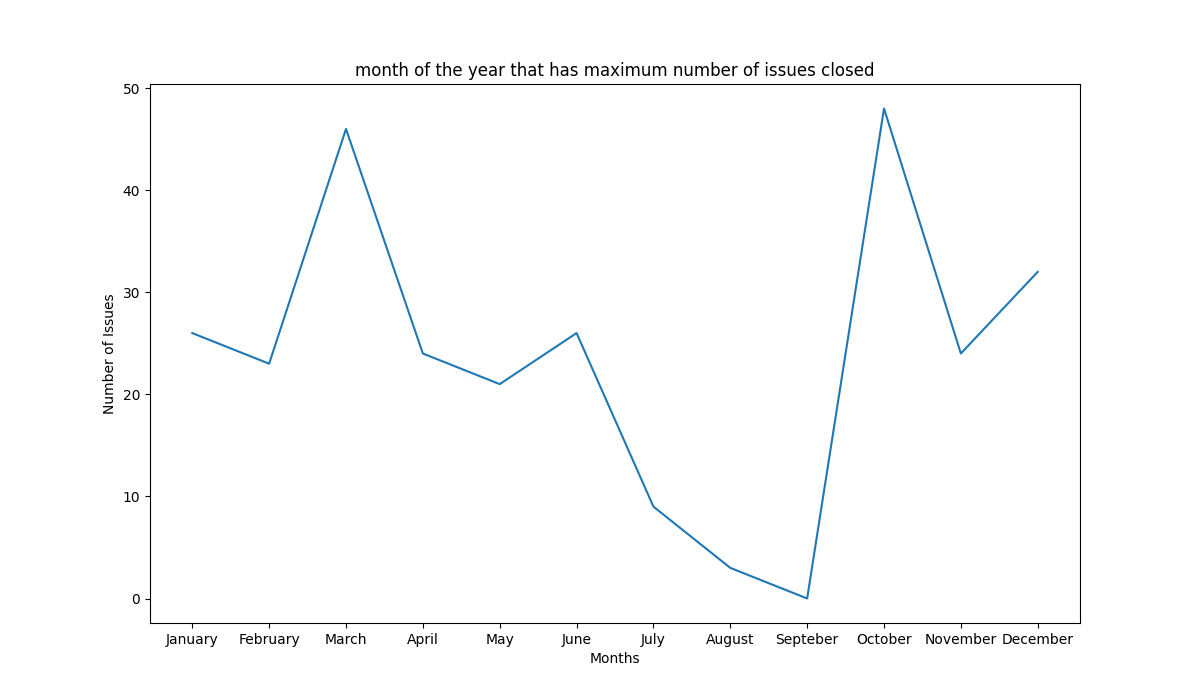 month of the year that has maximum number of issues closed
50
40
30
20
10
0
Number of Issues
January February March April May June July August Septeber October November December
Months